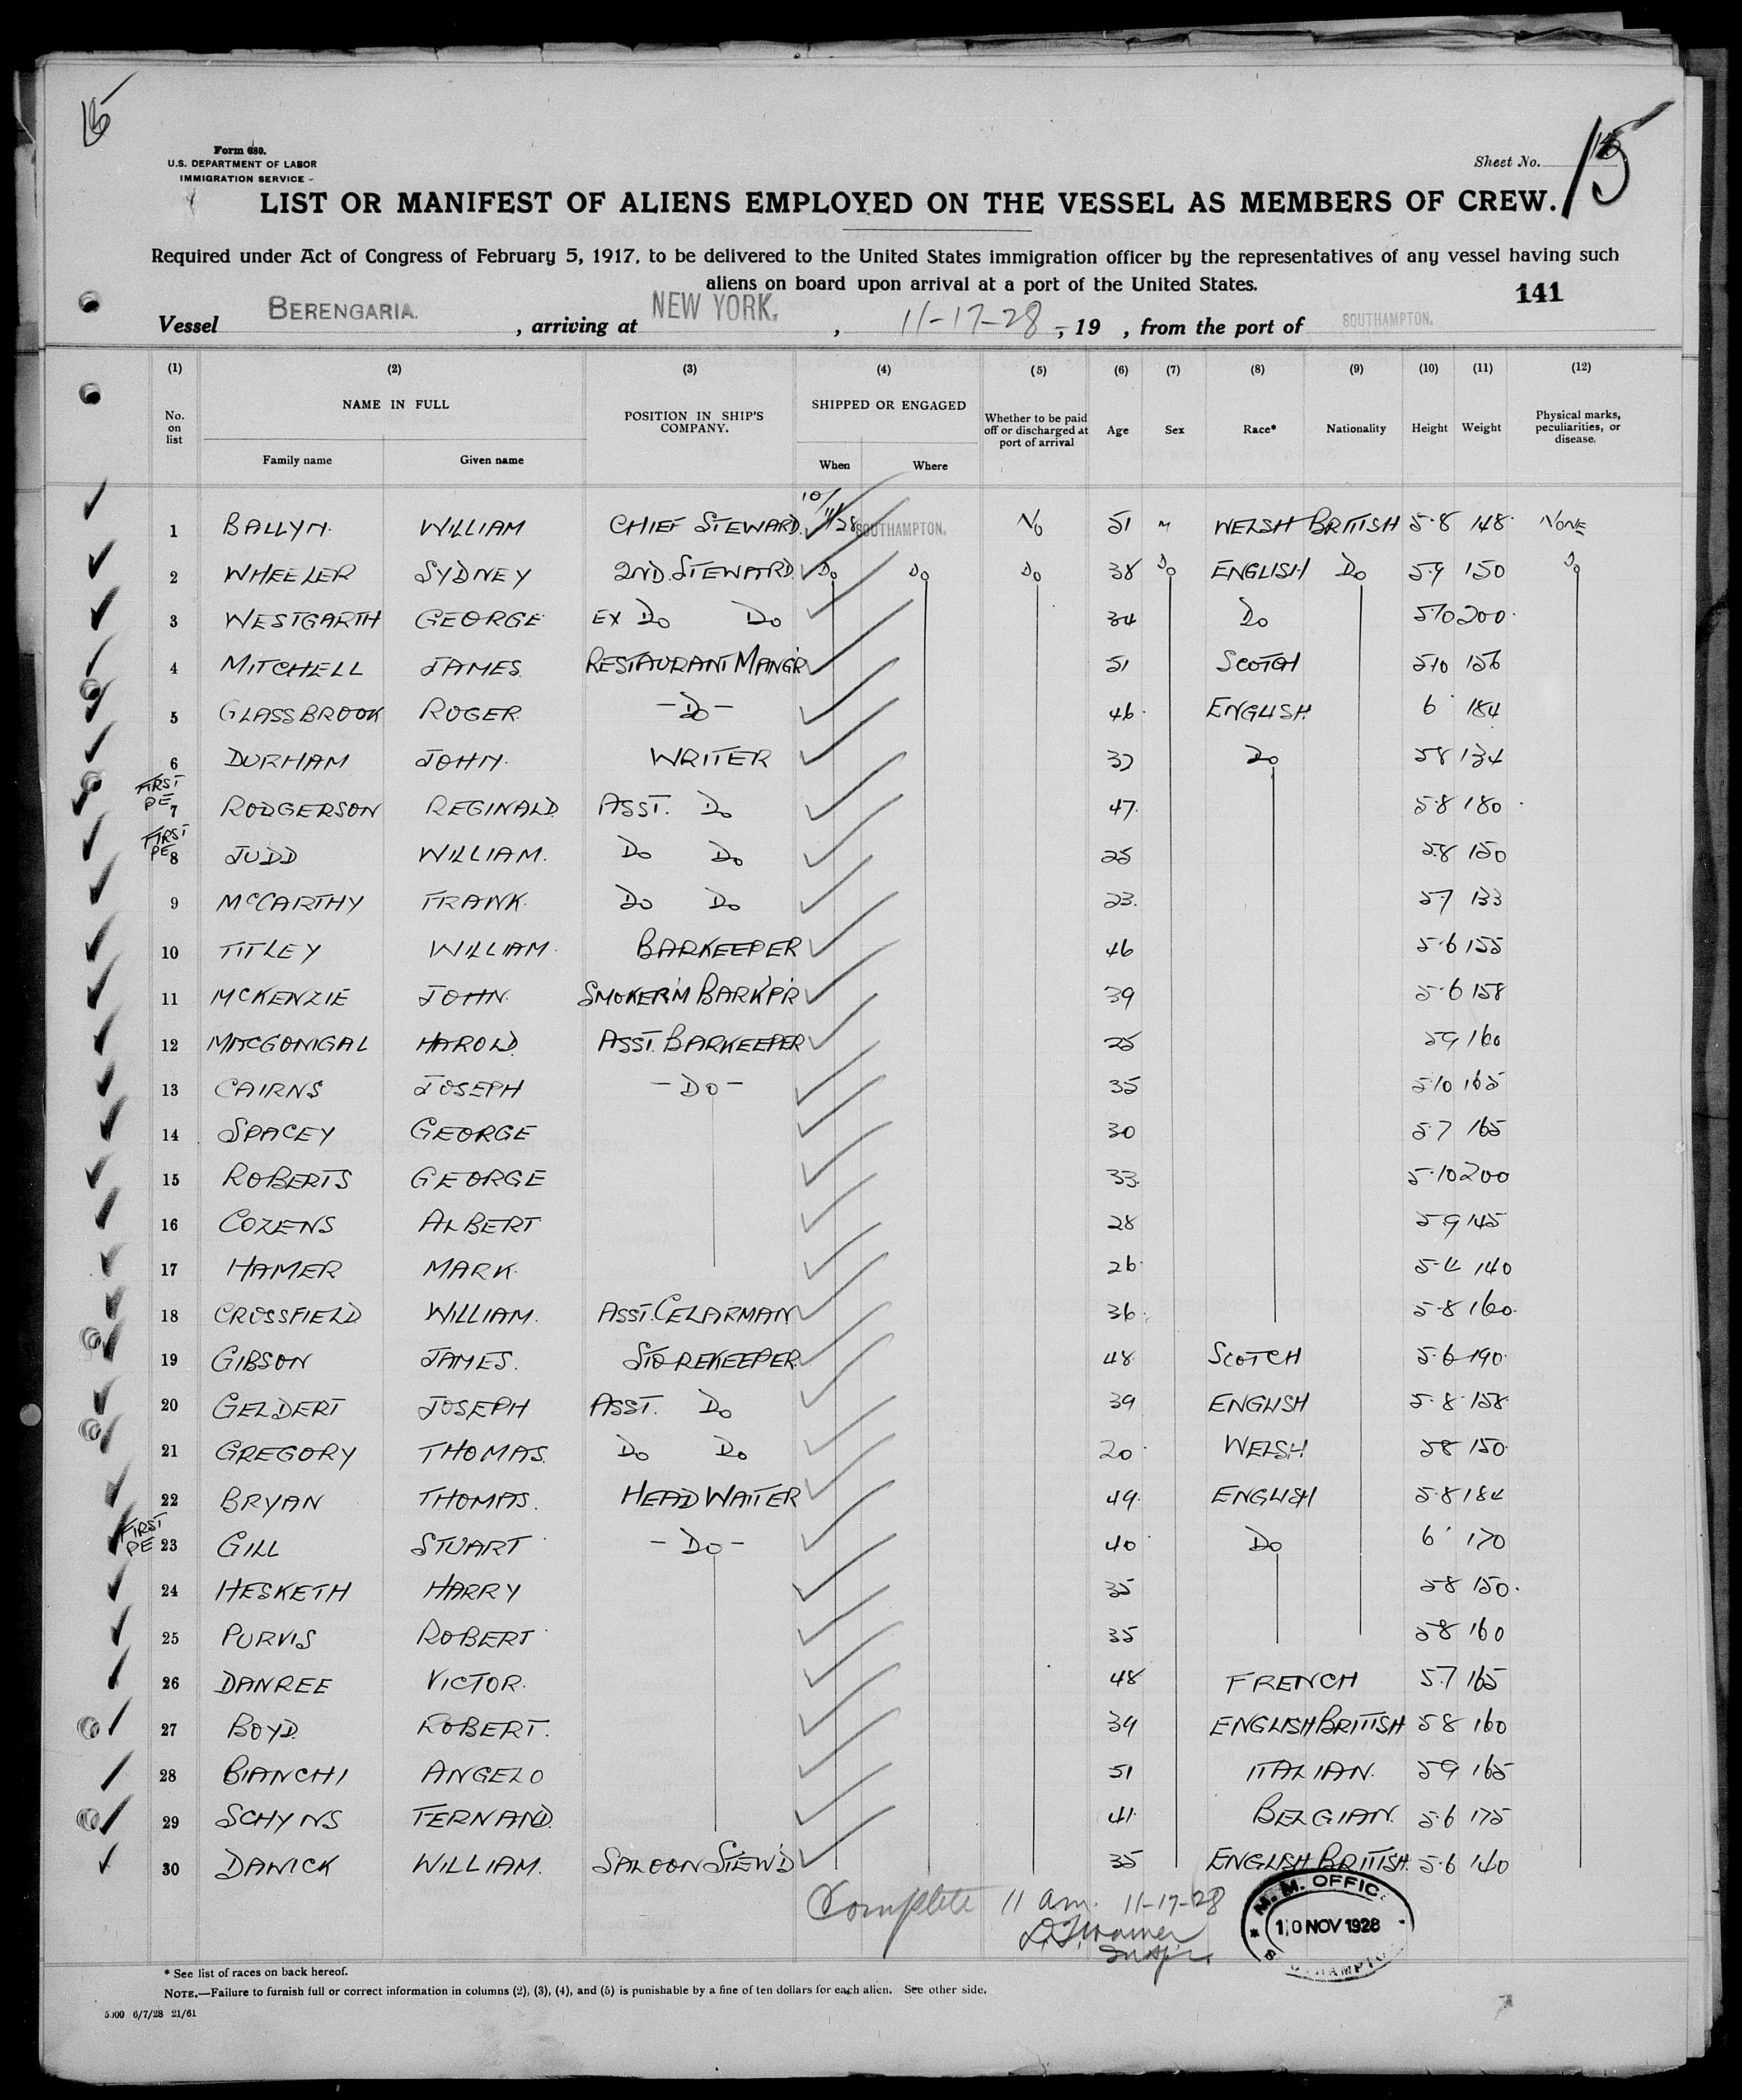 15
Form 680.
U.S. DEPARTMENT OF LABOR
IMMIGRATION SERVICE
Sheet No. 15
LIST OR MANIFEST OF ALIENS EMPLOYED ON THE VESSEL AS MEMBERS OF CREW.
Required under Act of Congress of February 5, 1917, to be delivered to the United States immigration officer by the representatives of any vessel having such
aliens on board upon arrival at a port of the United States.
141
Vessel BERENGARIA. , arriving at NEW YORK. , 11-17-28 , 19 , from the port of SOUTHAMPTON.
(1) (2) (3) (4) (5) (6) (7) (8) (9) (10) (11) (12)
No. on list NAME IN FULL Family name Given name POSITION IN SHIP'S COMPANY. SHIPPED OR ENGAGED When Where Whether to be paid off or discharged at port of arrival Age Sex Race* Nationality Height Weight Physical marks, peculiarities, or disease.
1 BALLYN. WILLIAM CHIEF STEWARD. 10/11/28 SOUTHAMPTON. NO 51 M WELSH BRITISH 5.8 148. NONE
2 WHEELER SYDNEY 2ND. STEWARD. DO DO DO 38 DO ENGLISH DO 5.9 150 DO
3 WESTGARTH GEORGE EX DO DO 34 DO 5.10 200.
4 MITCHELL JAMES. RESTAURANT MANG'R 51 SCOTCH 5.10 156
5 GLASSBROOK ROGER. - DO - 46. ENGLISH. 6 184
6 DURHAM JOHN. WRITER 37 DO 5.8 134
FIRST PE 7 RODGERSON REGINALD. ASST. DO 47. 5.8 180
FIRST PE 8 JUDD WILLIAM. DO DO 25 5.8 150
9 McCARTHY FRANK. DO DO 23. 5.7 133
10 TITLEY WILLIAM. BARKEEPER 46 5.6 155
11 McKENZIE JOHN. SMOKER'M BARK'P'R 39 5.6 158
12 MACGONIGAL HAROLD. ASST. BARKEEPER 25 5.9 160
13 CAIRNS JOSEPH - DO - 35 5.10 165
14 SPACEY GEORGE 30 5.7 165
15 ROBERTS GEORGE 33. 5.10 200
16 COZENS ALBERT 28 5.9 145
17 HAMER MARK. 26. 5.4 140
18 CROSSFIELD WILLIAM. ASST. CELARMAN 36. 5.8 160.
19 GIBSON JAMES. STOREKEEPER. 48. SCOTCH 5.6 190.
20 GELDERT JOSEPH ASST. DO 39 ENGLISH 5.8 158
21 GREGORY THOMAS. DO DO 20. WELSH 5.8 150.
22 BRYAN THOMAS. HEAD WAITER 49. ENGLISH 5.8 184
FIRST PE 23 GILL STUART - DO - 40. DO 6' 170
24 HESKETH HARRY 35 5.8 150.
25 PURVIS ROBERT 35 5.8 160
26 DANREE VICTOR. 48 FRENCH 5.7 165
27 BOYD. ROBERT. 39 ENGLISH BRITISH 5.8 160
28 BIANCHI ANGELO 51 ITALIAN. 5.9 165
29 SCHYNS FERNAND. 41. BELGIAN. 5.6 175
30 DAWICK WILLIAM. SALOON STEW'D 35 ENGLISH BRITISH. 5.6 140
Complete 11 am. 11-17-28
M.M. OFFICE
10 NOV 1928
* See list of races on back hereof.
NOTE.—Failure to furnish full or correct information in columns (2), (3), (4), and (5) is punishable by a fine of ten dollars for each alien. See other side.
5000 6/7/28 21/61